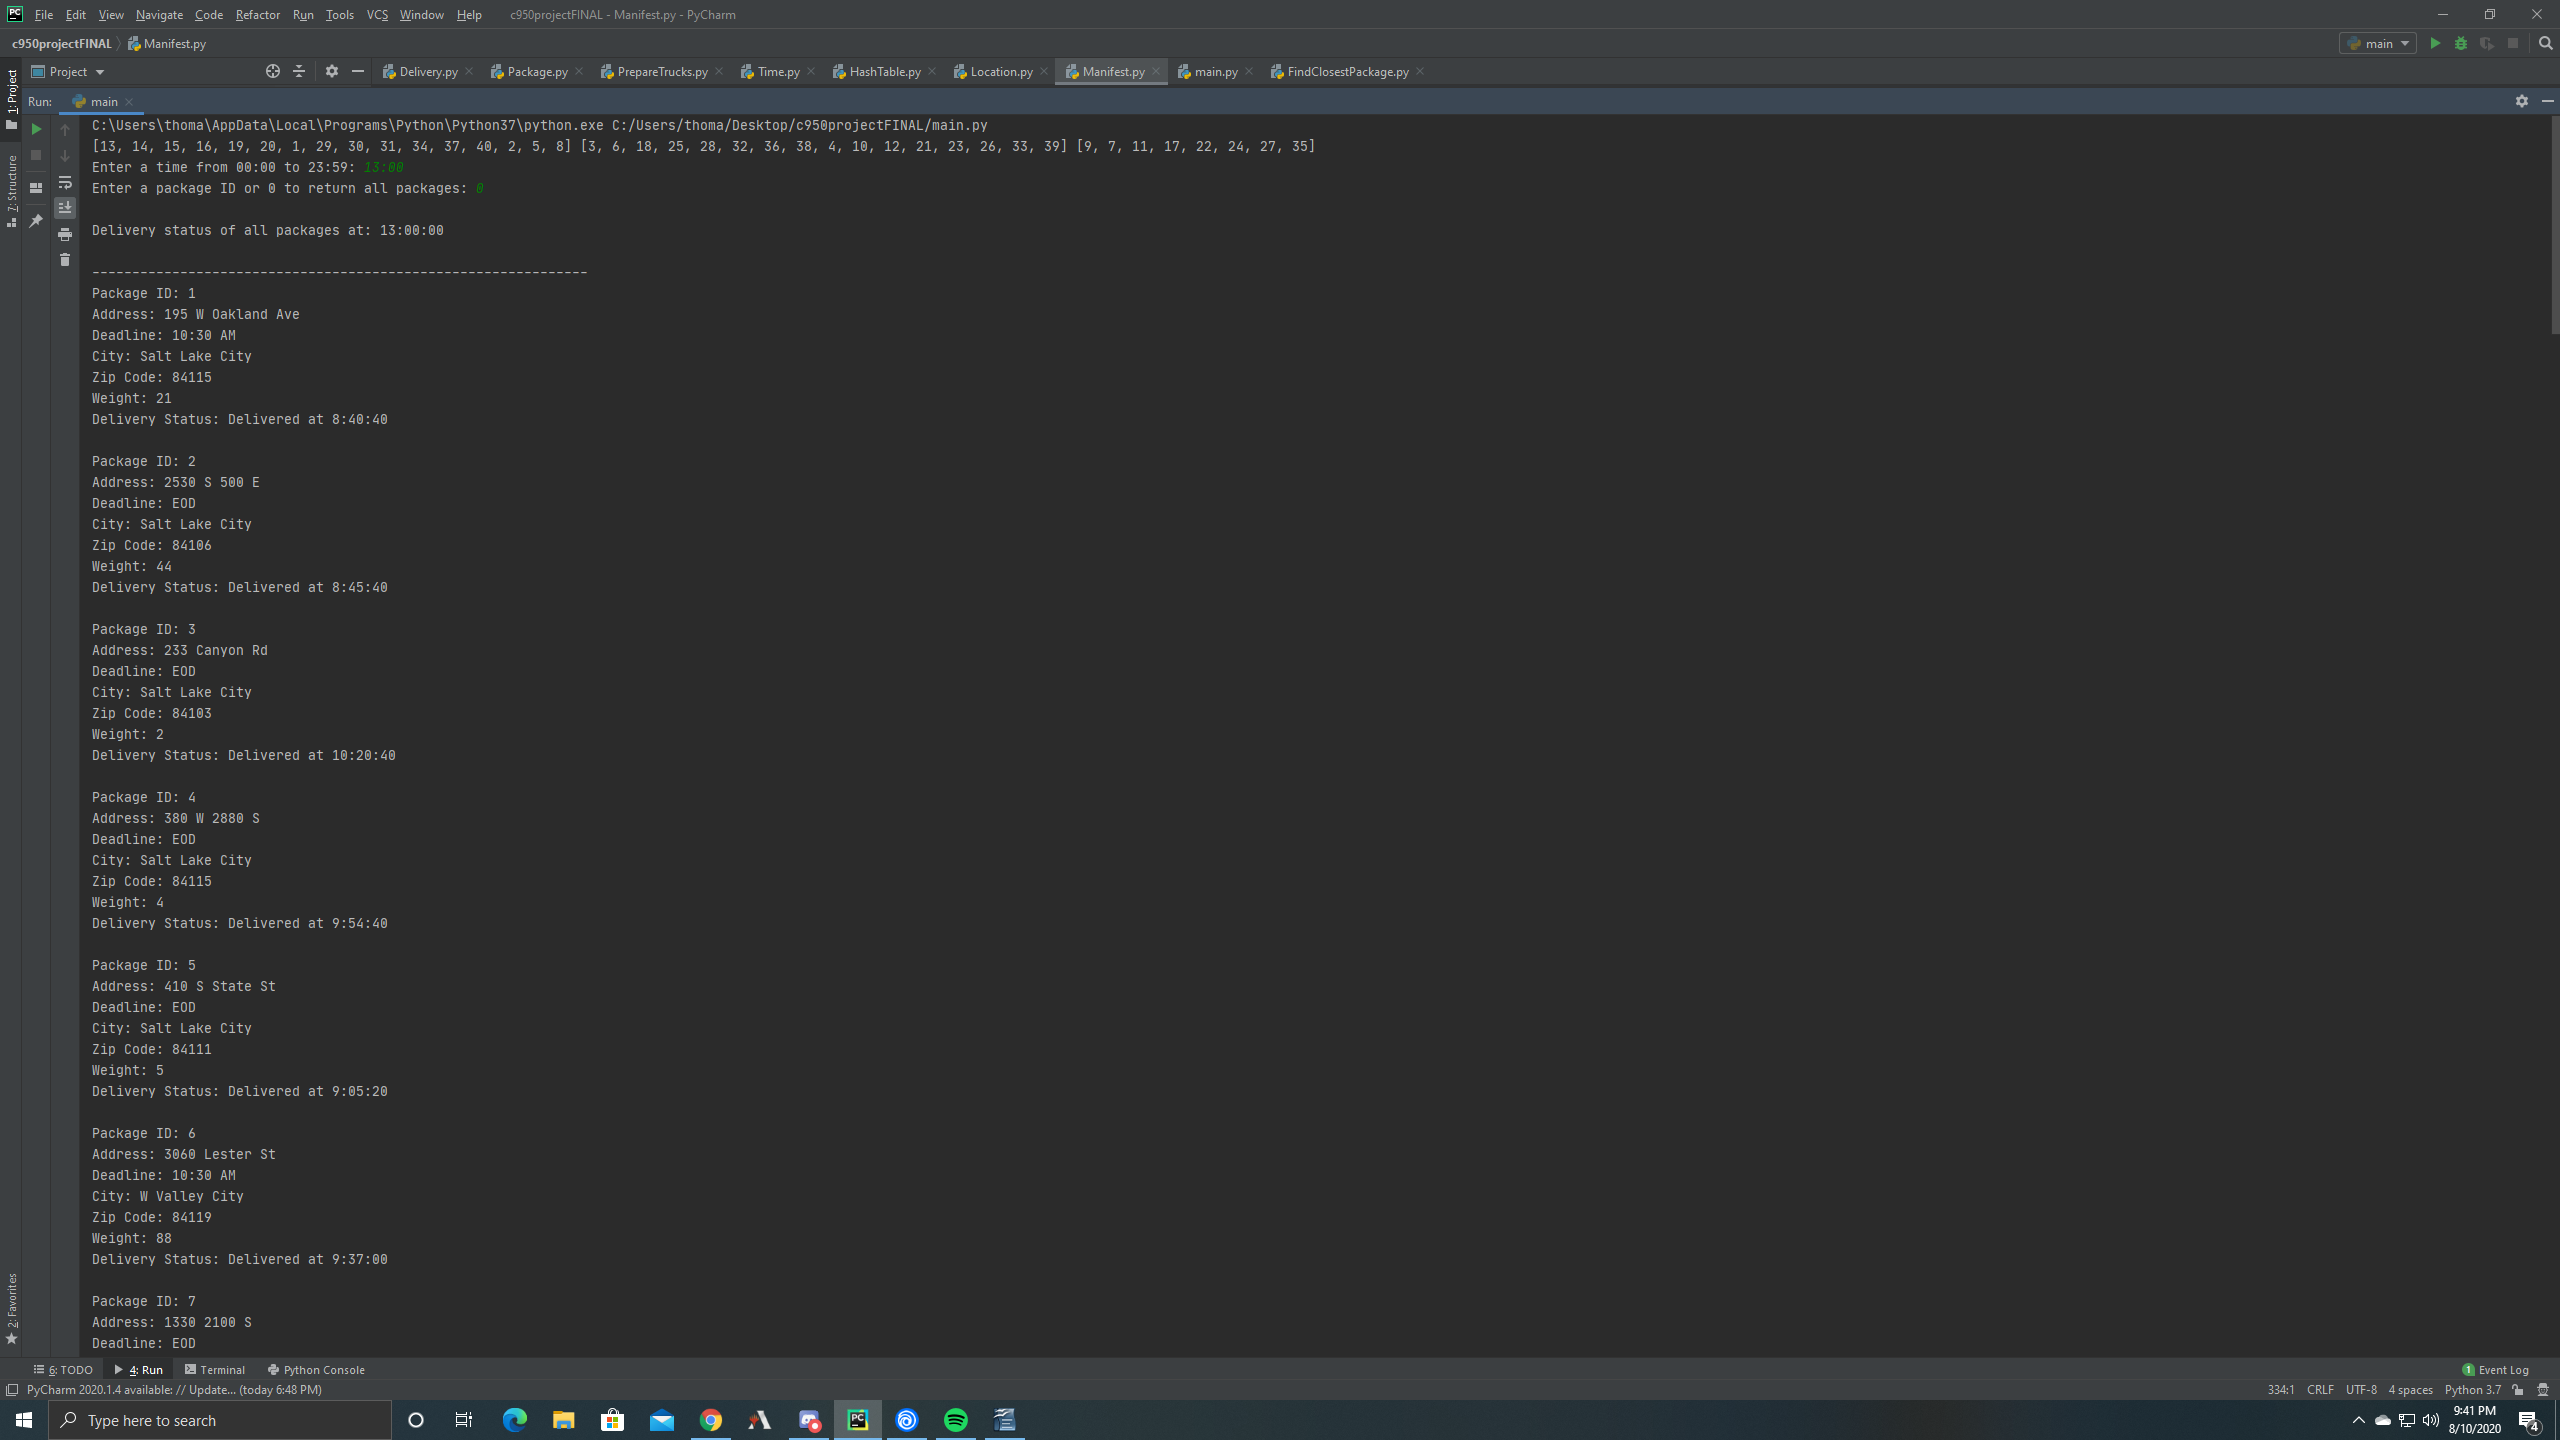 File Edit View Navigate Code Refactor Run Tools VCS Window Help c950projectFINAL - Manifest.py - PyCharm
c950projectFINAL Manifest.py main
Project Delivery.py Package.py PrepareTrucks.py Time.py HashTable.py Location.py Manifest.py main.py FindClosestPackage.py
1: Project
7: Structure
2: Favorites
Run: main
C:\Users\thoma\AppData\Local\Programs\Python\Python37\python.exe C:/Users/thoma/Desktop/c950projectFINAL/main.py
[13, 14, 15, 16, 19, 20, 1, 29, 30, 31, 34, 37, 40, 2, 5, 8] [3, 6, 18, 25, 28, 32, 36, 38, 4, 10, 12, 21, 23, 26, 33, 39] [9, 7, 11, 17, 22, 24, 27, 35]
Enter a time from 00:00 to 23:59: 13:00
Enter a package ID or 0 to return all packages: 0
Delivery status of all packages at: 13:00:00
--------------------------------------------------------------
Package ID: 1
Address: 195 W Oakland Ave
Deadline: 10:30 AM
City: Salt Lake City
Zip Code: 84115
Weight: 21
Delivery Status: Delivered at 8:40:40
Package ID: 2
Address: 2530 S 500 E
Deadline: EOD
City: Salt Lake City
Zip Code: 84106
Weight: 44
Delivery Status: Delivered at 8:45:40
Package ID: 3
Address: 233 Canyon Rd
Deadline: EOD
City: Salt Lake City
Zip Code: 84103
Weight: 2
Delivery Status: Delivered at 10:20:40
Package ID: 4
Address: 380 W 2880 S
Deadline: EOD
City: Salt Lake City
Zip Code: 84115
Weight: 4
Delivery Status: Delivered at 9:54:40
Package ID: 5
Address: 410 S State St
Deadline: EOD
City: Salt Lake City
Zip Code: 84111
Weight: 5
Delivery Status: Delivered at 9:05:20
Package ID: 6
Address: 3060 Lester St
Deadline: 10:30 AM
City: W Valley City
Zip Code: 84119
Weight: 88
Delivery Status: Delivered at 9:37:00
Package ID: 7
Address: 1330 2100 S
Deadline: EOD
6: TODO 4: Run Terminal Python Console 1 Event Log
PyCharm 2020.1.4 available: // Update... (today 6:48 PM) 334:1 CRLF UTF-8 4 spaces Python 3.7
Type here to search PC 9:41 PM
8/10/2020 4